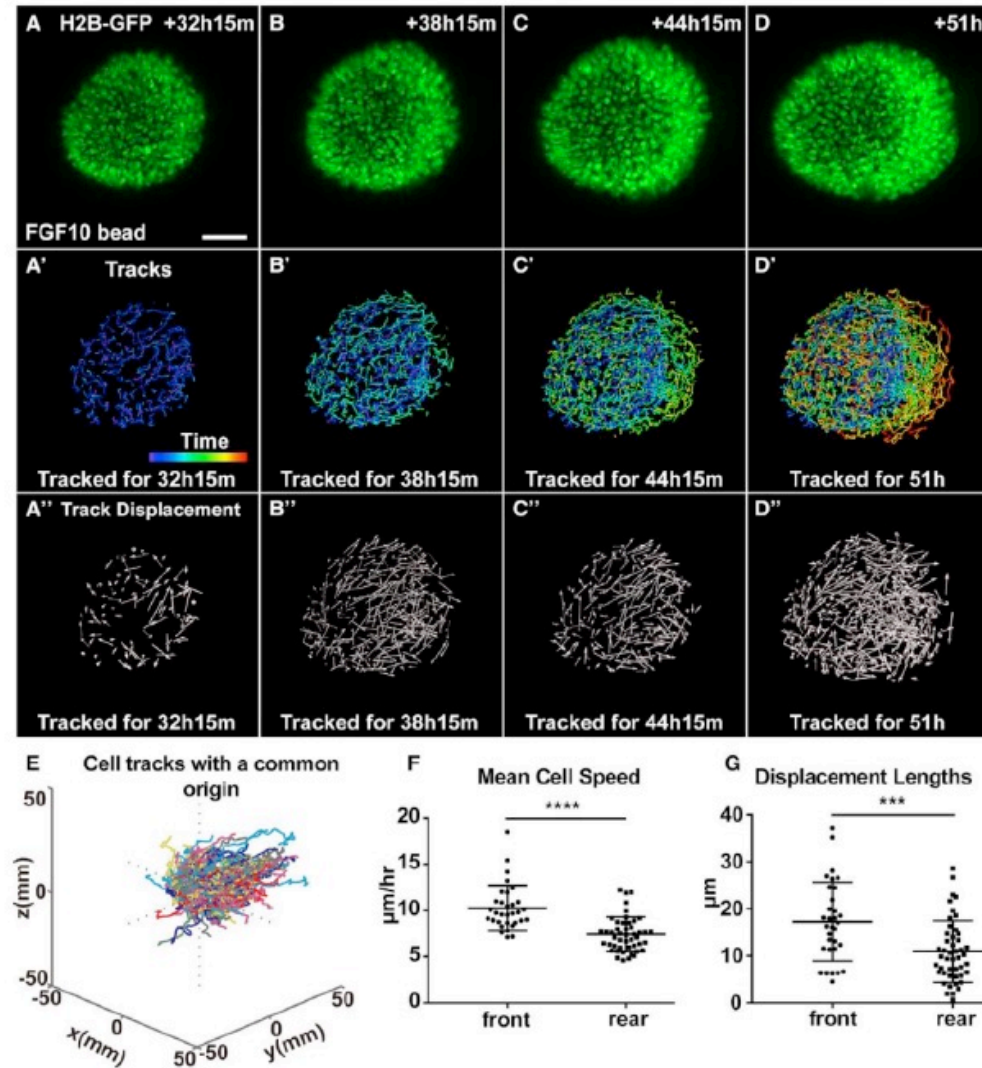 A H2B-GFP +32h15m B +38h15m C +44h15m D +51h
FGF10 bead
A' Tracks B' C' D'
Time
Tracked for 32h15m Tracked for 38h15m Tracked for 44h15m Tracked for 51h
A'' Track Displacement B'' C'' D''
Tracked for 32h15m Tracked for 38h15m Tracked for 44h15m Tracked for 51h
E Cell tracks with a common
origin
50
z(mm)
0
-50
-50
x(mm)
0
50
-50
y(mm)
0
50
F Mean Cell Speed
****
20
15
µm/hr
10
5
0
front rear
G Displacement Lengths
***
40
30
µm
20
10
0
front rear